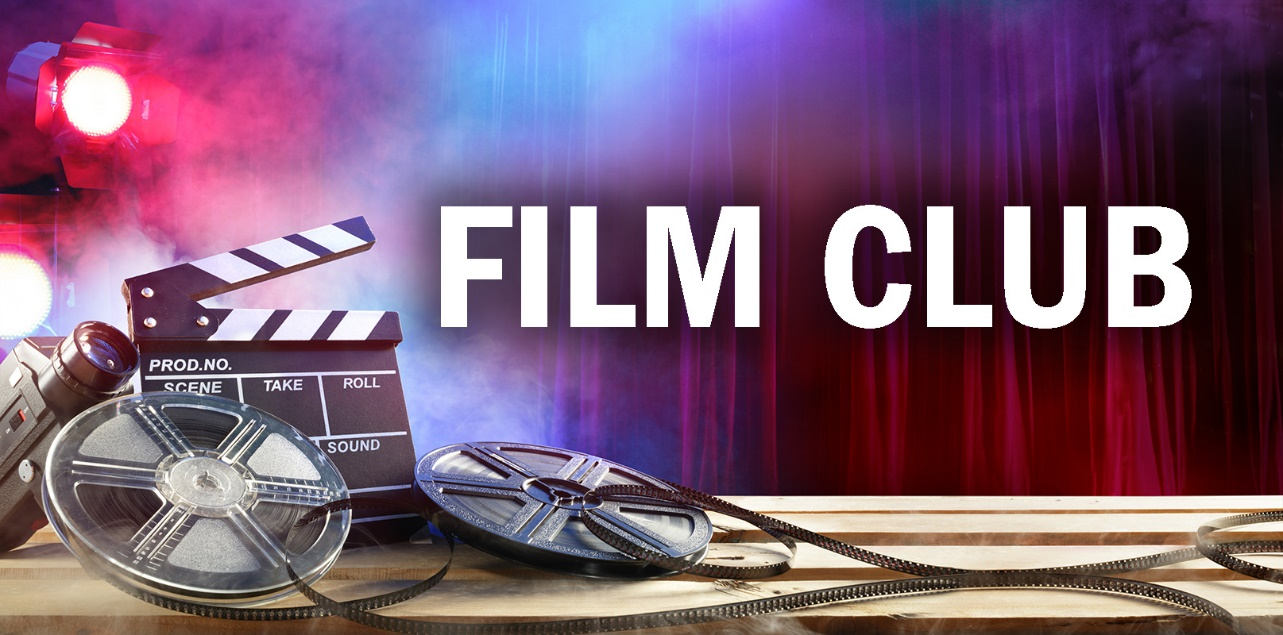 FILM CLUB
PROD.NO.
SCENE TAKE ROLL
SOUND